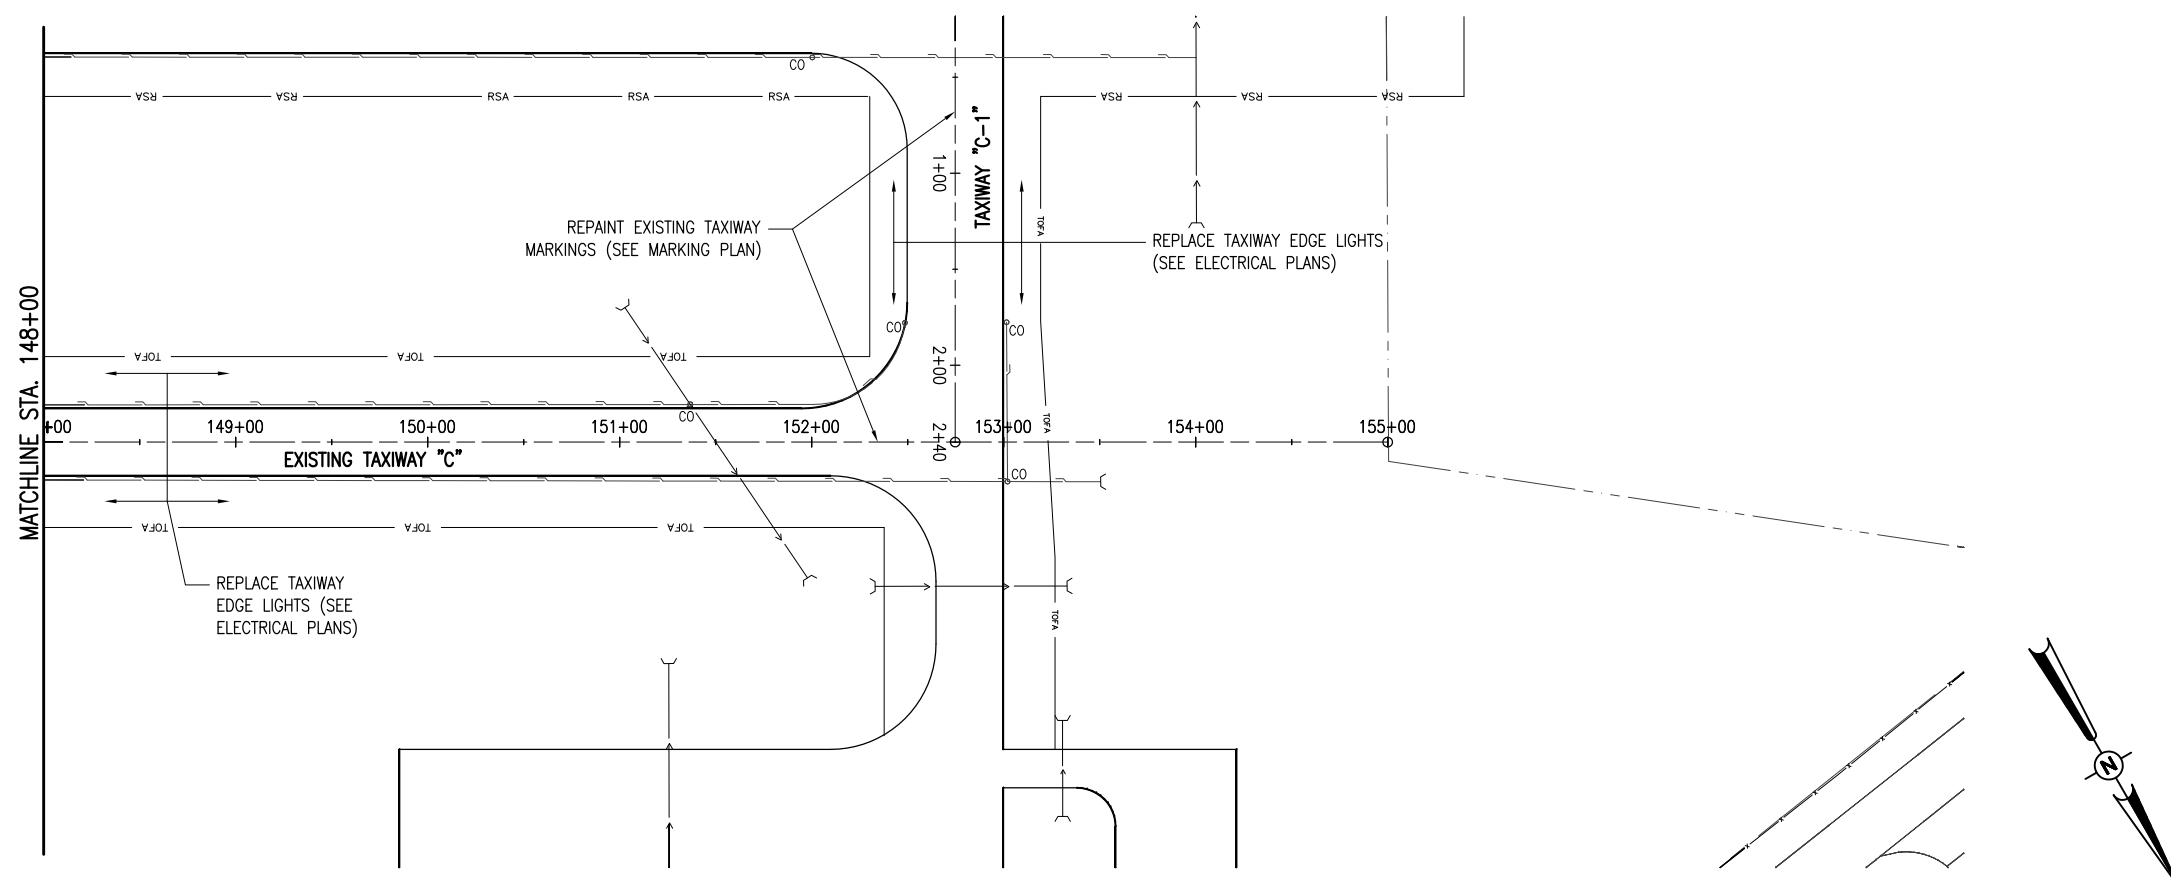 CO
RSA
RSA
RSA
RSA
RSA
RSA
RSA
RSA
TAXIWAY "C-1"
1+00
REPAINT EXISTING TAXIWAY
MARKINGS (SEE MARKING PLAN)
TOFA
REPLACE TAXIWAY EDGE LIGHTS
(SEE ELECTRICAL PLANS)
MATCHLINE STA. 148+00
CO
CO
TOFA
TOFA
TOFA
2+00
CO
TOFA
+00
149+00
150+00
151+00
152+00
153+00
154+00
155+00
2+40
EXISTING TAXIWAY "C"
CO
TOFA
TOFA
TOFA
REPLACE TAXIWAY
EDGE LIGHTS (SEE
ELECTRICAL PLANS)
TOFA
N